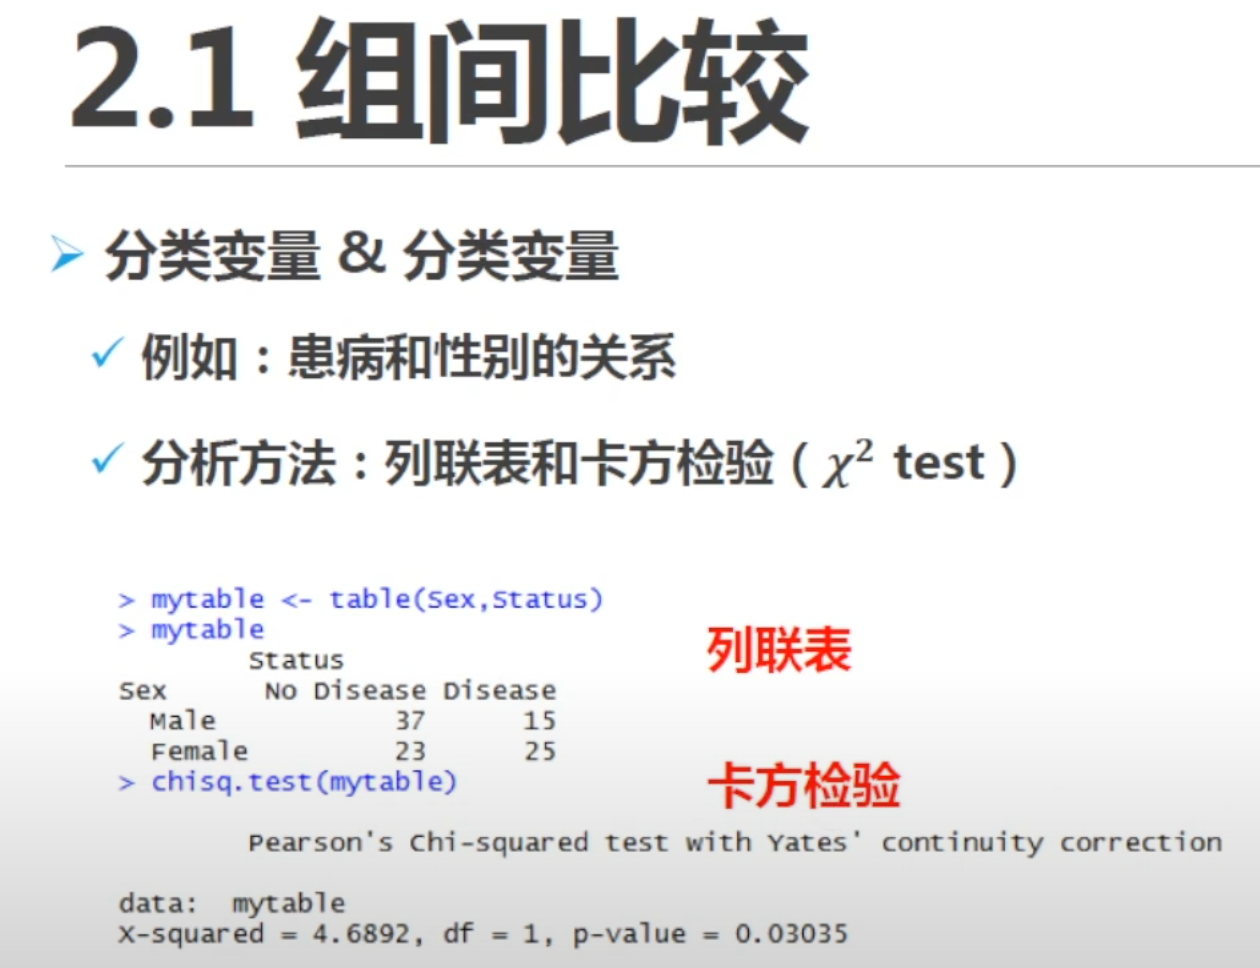 2.1 组间比较
分类变量 & 分类变量
例如：患病和性别的关系
分析方法：列联表和卡方检验（χ² test）
> mytable <- table(Sex,Status)
> mytable
列联表
Status
Sex No Disease Disease
Male 37 15
Female 23 25
> chisq.test(mytable)
卡方检验
Pearson's Chi-squared test with Yates' continuity correction
data: mytable
X-squared = 4.6892, df = 1, p-value = 0.03035